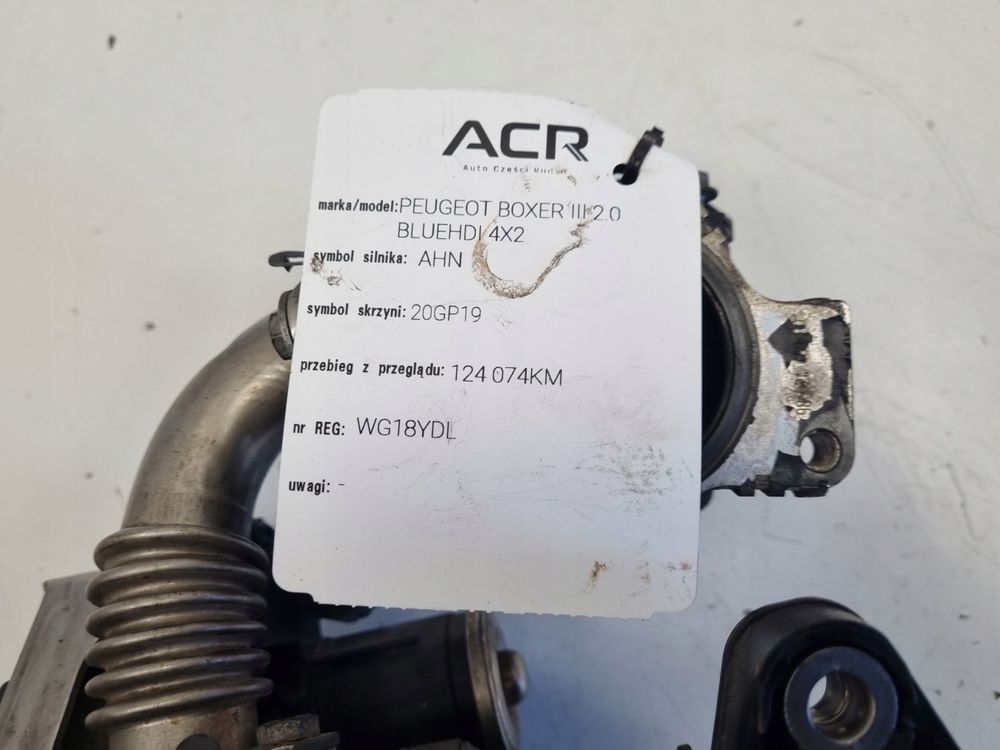 ACR
Auto Części Rudy
marka/model: PEUGEOT BOXER III 2.0
BLUEHDI 4X2
symbol silnika: AHN
symbol skrzyni: 20GP19
przebieg z przeglądu: 124 074KM
nr REG: WG18YDL
uwagi: -